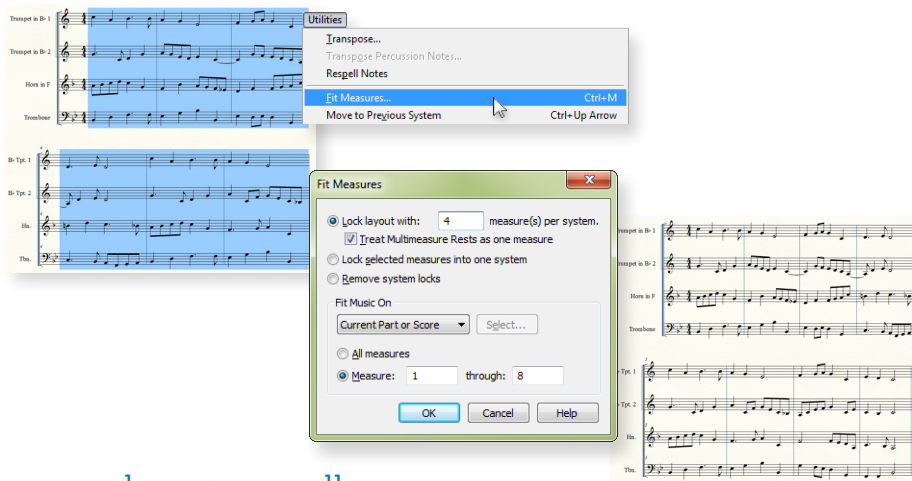 Trumpet in B♭ 1
Trumpet in B♭ 2
Horn in F
Trombone
B♭ Tpt. 1
B♭ Tpt. 2
Hn.
Tbn.
Utilities
Transpose...
Transpose Percussion Notes...
Respell Notes
Fit Measures... Ctrl+M
Move to Previous System Ctrl+Up Arrow
Fit Measures
Lock layout with: 4 measure(s) per system.
Treat Multimeasure Rests as one measure
Lock selected measures into one system
Remove system locks
Fit Music On
Current Part or Score Select...
All measures
Measure: 1 through: 8
OK Cancel Help
rumpet in B♭ 1
rumpet in B♭ 2
Horn in F
Trombone
Tpt. 1
Tpt. 2
Hn.
Tbn.